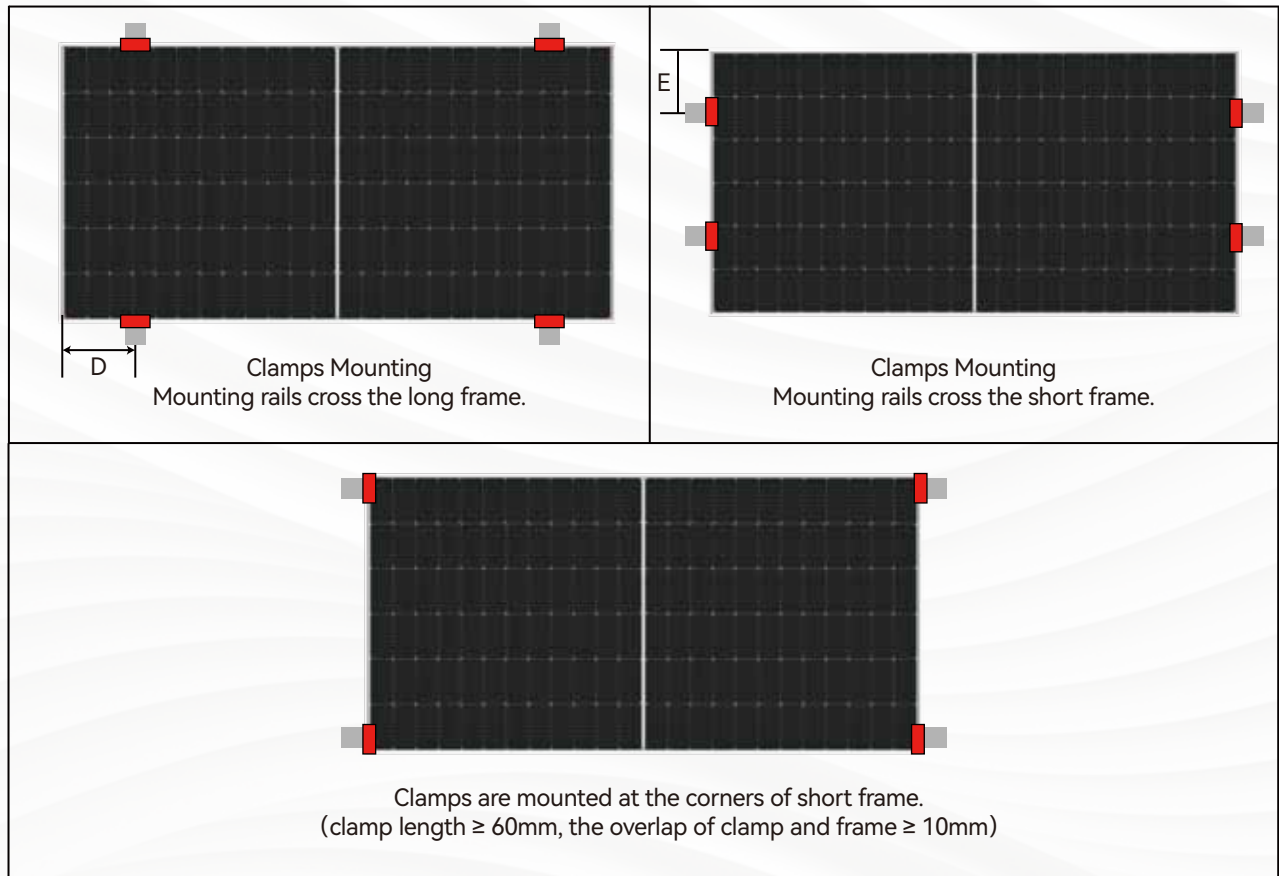 D
Clamps Mounting
Mounting rails cross the long frame.
E
Clamps Mounting
Mounting rails cross the short frame.
Clamps are mounted at the corners of short frame.
（clamp length ≥ 60mm, the overlap of clamp and frame ≥ 10mm）